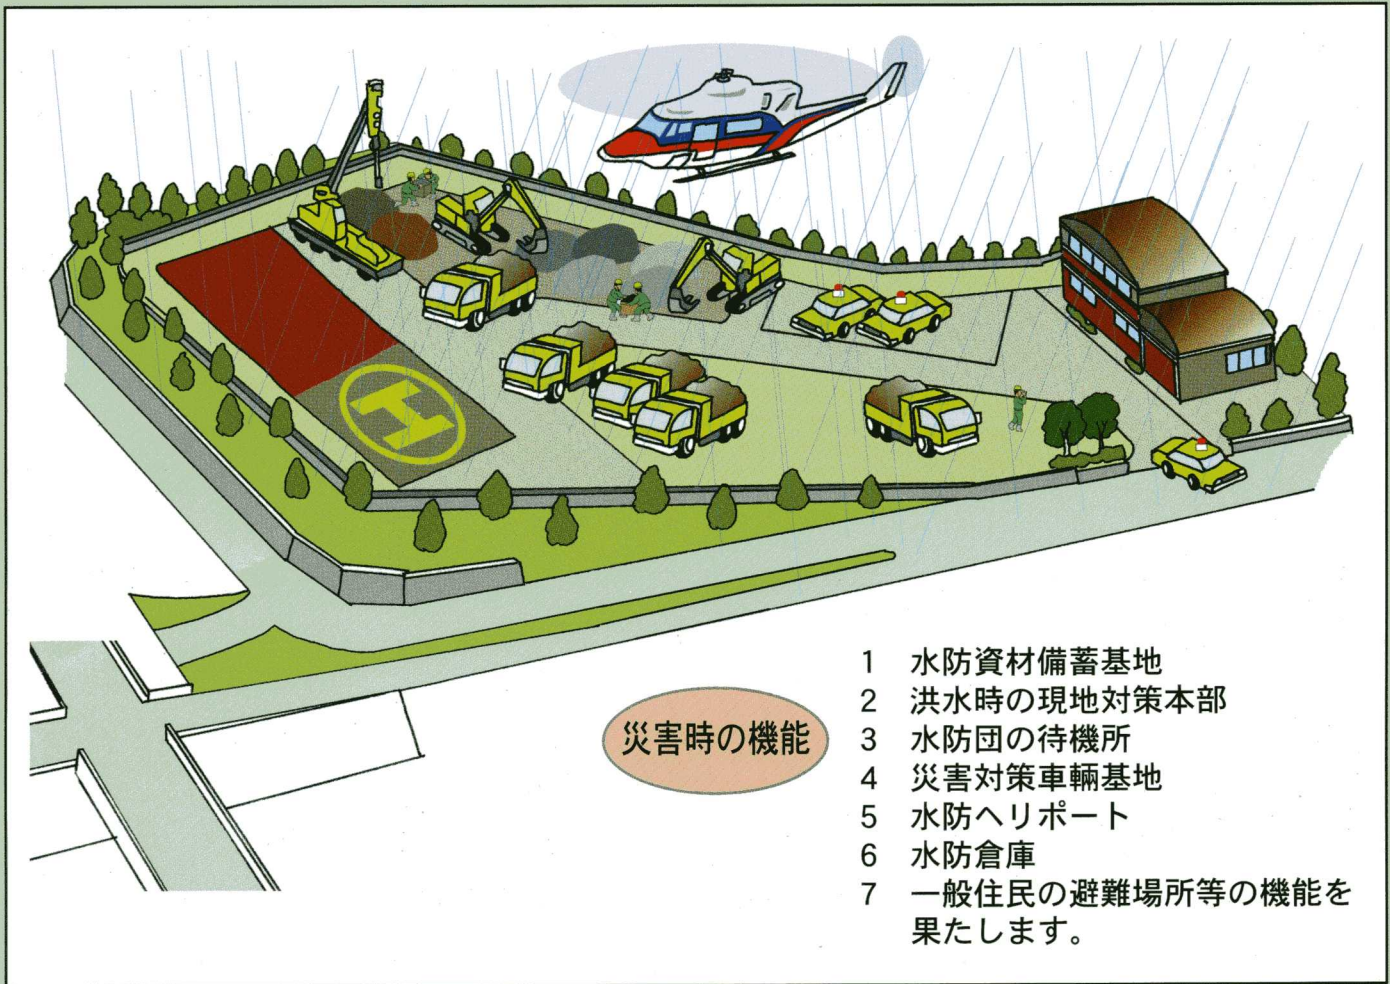 災害時の機能
1 水防資材備蓄基地
2 洪水時の現地対策本部
3 水防団の待機所
4 災害対策車輛基地
5 水防ヘリポート
6 水防倉庫
7 一般住民の避難場所等の機能を
果たします。
H